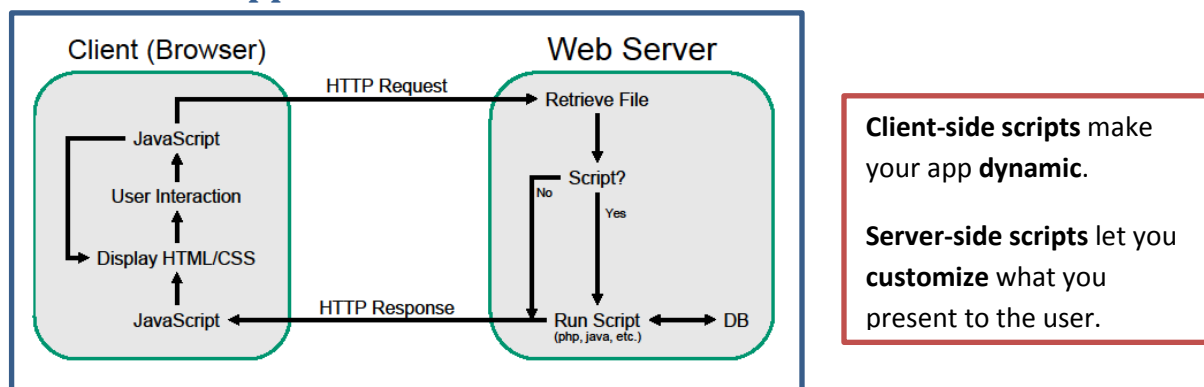 Client (Browser)
Web Server
HTTP Request
Retrieve File
JavaScript
Script?
No
User Interaction
Yes
Display HTML/CSS
HTTP Response
JavaScript
Run Script
DB
(php, java, etc.)
Client-side scripts make
your app dynamic.
Server-side scripts let you
customize what you
present to the user.